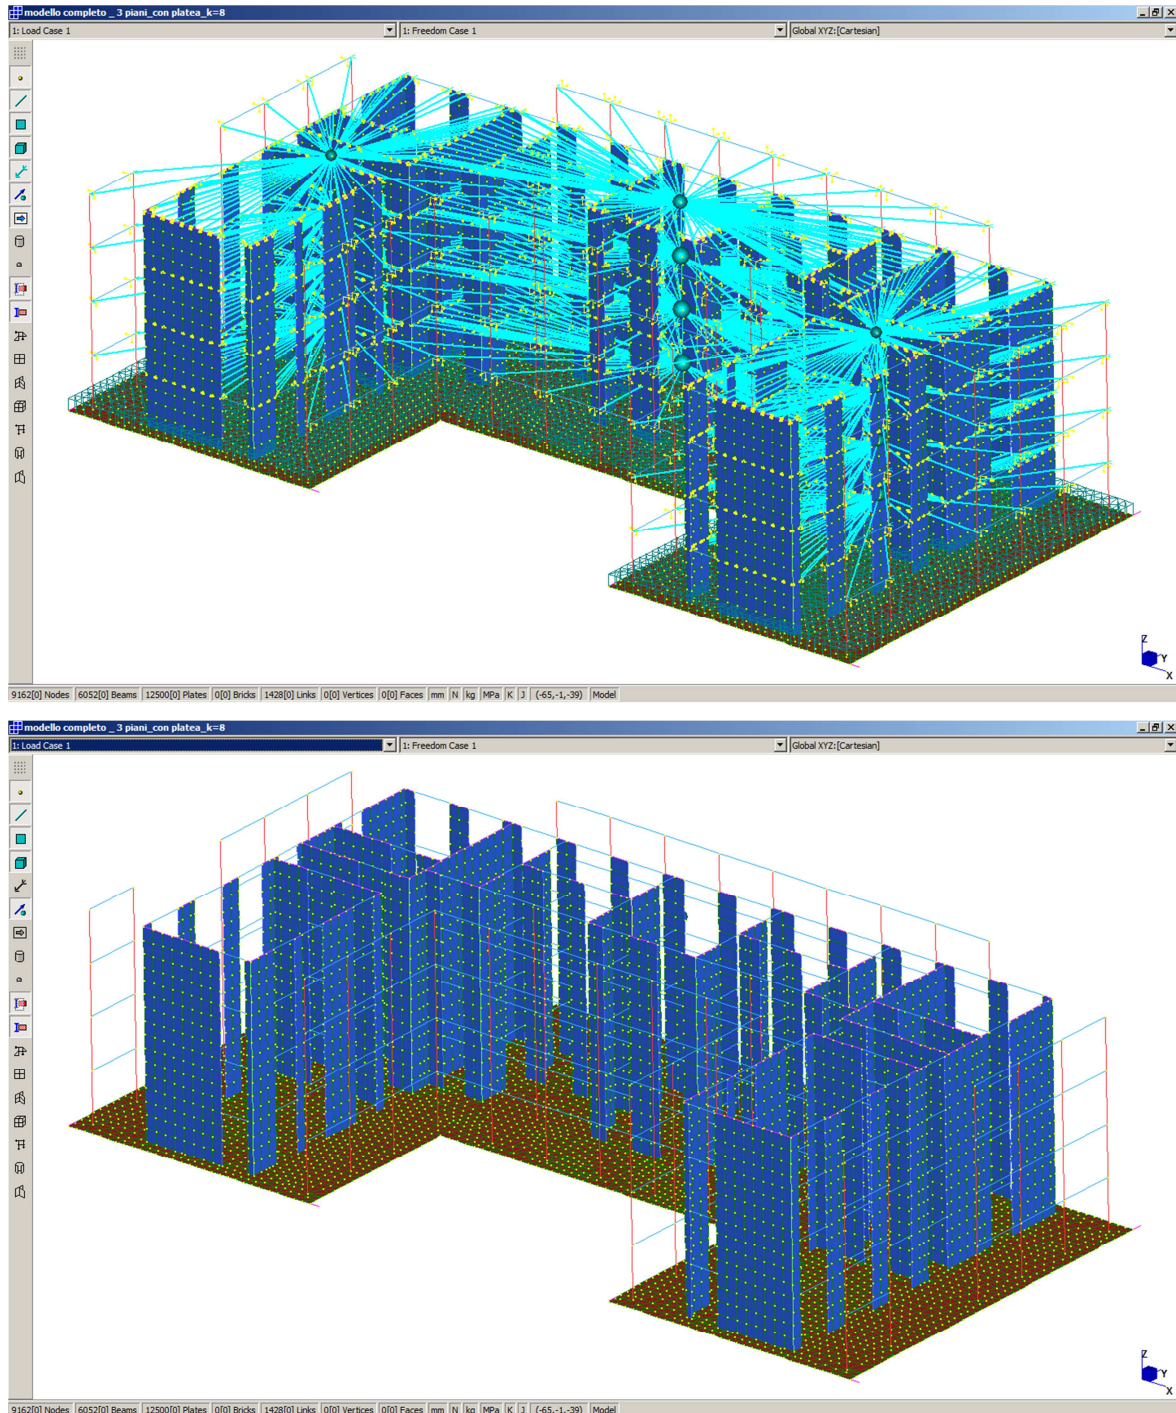 modello completo _ 3 piani_con platea_k=8
1: Load Case 1 1: Freedom Case 1 Global XYZ:[Cartesian]
Z
Y
X
9162[0] Nodes 6052[0] Beams 12500[0] Plates 0[0] Bricks 1428[0] Links 0[0] Vertices 0[0] Faces mm N kg MPa K J (-65,-1,-39) Model
modello completo _ 3 piani_con platea_k=8
1: Load Case 1 1: Freedom Case 1 Global XYZ:[Cartesian]
Z
Y
X
9162[0] Nodes 6052[0] Beams 12500[0] Plates 0[0] Bricks 1428[0] Links 0[0] Vertices 0[0] Faces mm N kg MPa K J (-65,-1,-39) Model